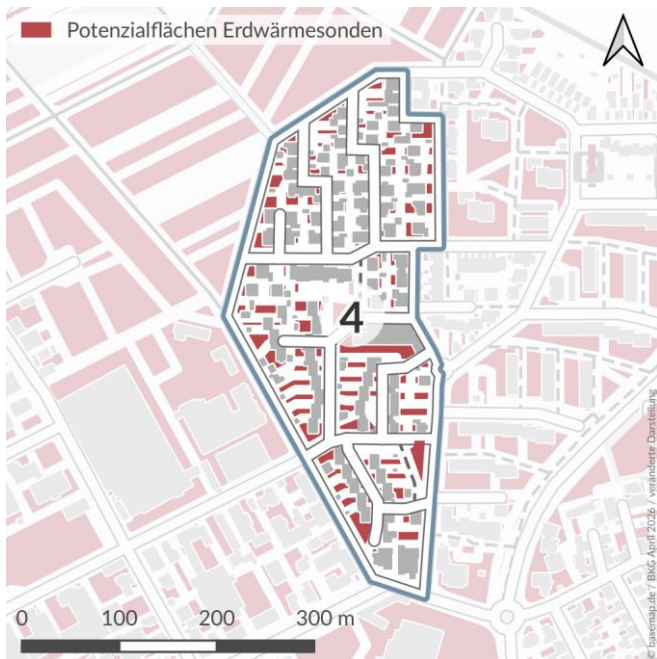 Potenzialflächen Erdwärmesonden
4
0 100 200 300 m
© basemap.de / BKG April 2026 / veränderte Darstellung